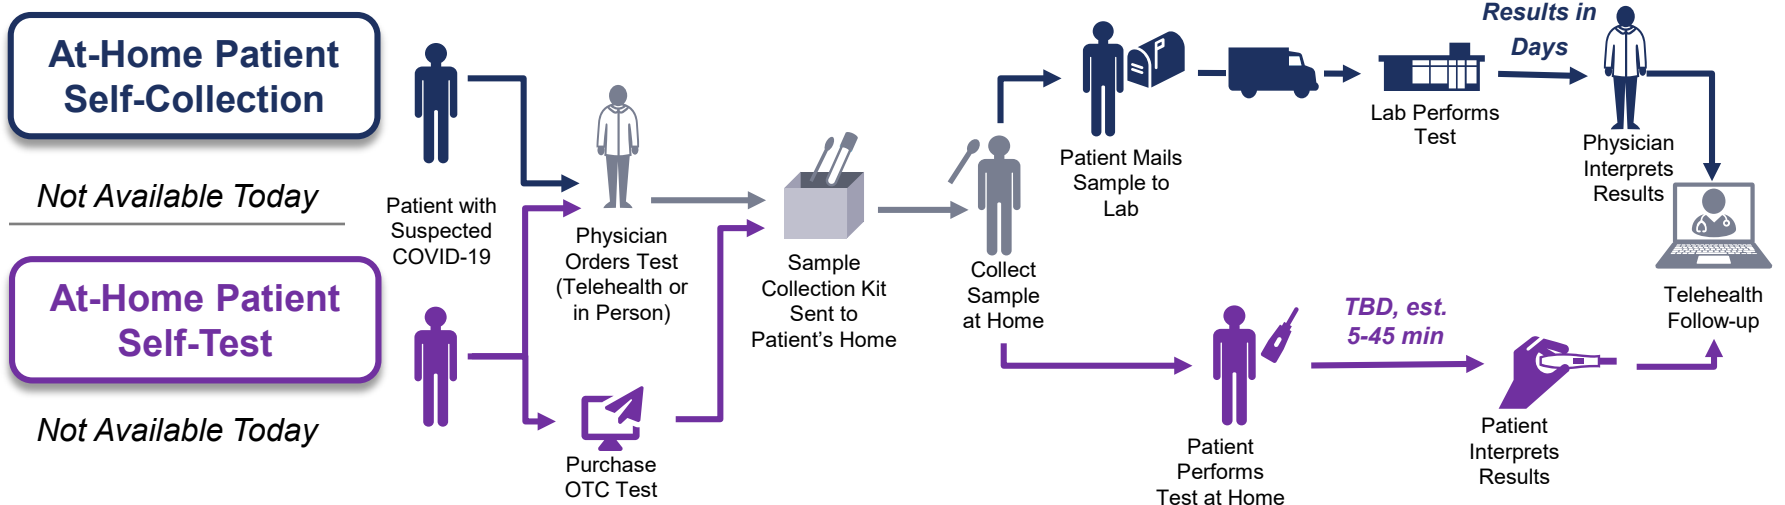 At-Home Patient
Self-Collection
Not Available Today
At-Home Patient
Self-Test
Not Available Today
Patient with
Suspected
COVID-19
Physician
Orders Test
(Telehealth or
in Person)
Purchase
OTC Test
Sample
Collection Kit
Sent to
Patient’s Home
Collect
Sample
at Home
Patient Mails
Sample to
Lab
Lab Performs
Test
Results in
Days
Physician
Interprets
Results
Patient
Performs
Test at Home
TBD, est.
5-45 min
Patient
Interprets
Results
Telehealth
Follow-up